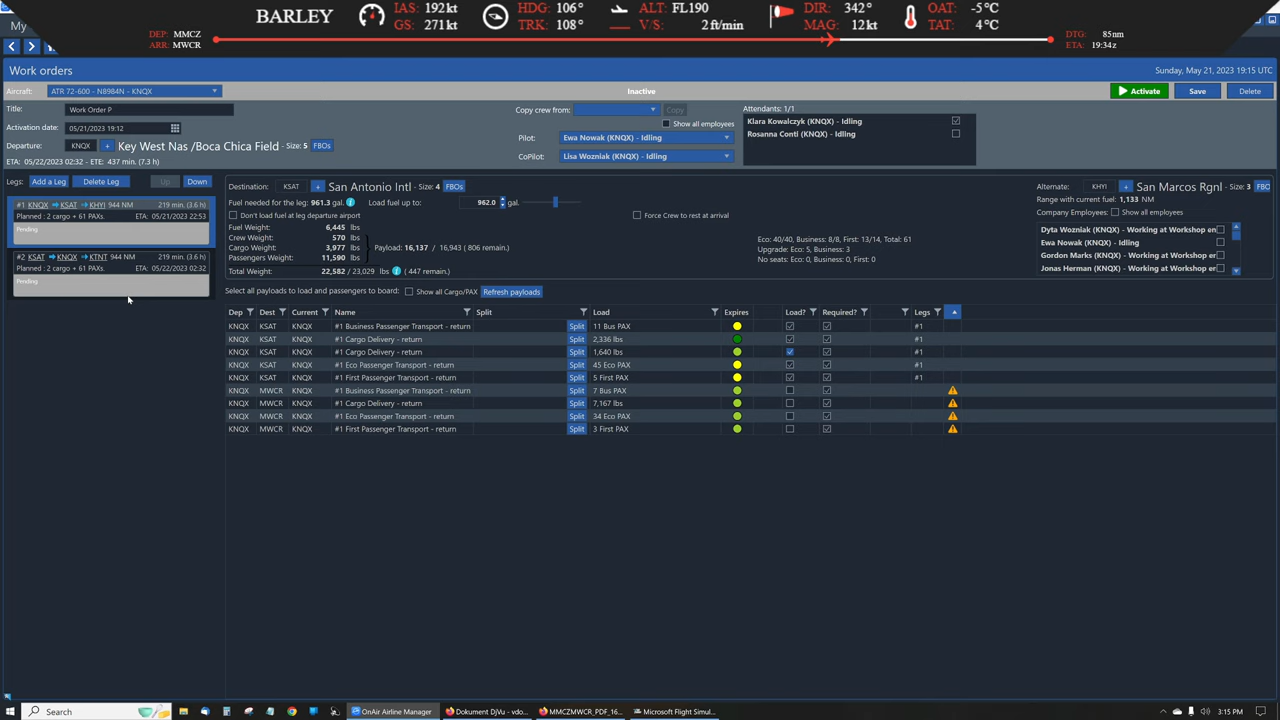 My
BARLEY
IAS: 192kt
GS: 271kt
HDG: 106°
TRK: 108°
ALT: FL190
V/S: 2 ft/min
DIR: 342°
MAG: 12kt
OAT: -5°C
TAT: 4°C
DEP: MMCZ
ARR: MWCR
DTG: 85nm
ETA: 19:34z
Work orders
Sunday, May 21, 2023 19:15 UTC
Aircraft: ATR 72-600 - N8984N - KNQX
Inactive
Activate Save Delete
Title: Work Order P
Copy crew from: Copy
Attendants: 1/1
Show all employees
Klara Kowalczyk (KNQX) - Idling
Activation date: 05/21/2023 19:12
Pilot: Ewa Nowak (KNQX) - Idling
Rosanna Conti (KNQX) - Idling
Departure: KNQX + Key West Nas /Boca Chica Field - Size: 5 FBOs
CoPilot: Lisa Wozniak (KNQX) - Idling
ETA: 05/22/2023 02:32 - ETE: 437 min. (7.3 h)
Legs: Add a Leg Delete Leg Up Down
#1 KNQX KSAT KHYI 944 NM 219 min. (3.6 h)
Planned : 2 cargo + 61 PAXs. ETA: 05/21/2023 22:53
Pending
#2 KSAT KNQX KTNT 944 NM 219 min. (3.6 h)
Planned : 2 cargo + 61 PAXs. ETA: 05/22/2023 02:32
Pending
Destination: KSAT + San Antonio Intl - Size: 4 FBOs
Fuel needed for the leg: 961.3 gal. Load fuel up to: 962.0 gal.
Don't load fuel at leg departure airport
Force Crew to rest at arrival
Fuel Weight: 6,445 lbs
Crew Weight: 570 lbs
Cargo Weight: 3,977 lbs Payload: 16,137 / 16,943 ( 806 remain.)
Passengers Weight: 11,590 lbs
Total Weight: 22,582 / 23,029 lbs ( 447 remain.)
Eco: 40/40, Business: 8/8, First: 13/14, Total: 61
Upgrade: Eco: 5, Business: 3
No seats: Eco: 0, Business: 0, First: 0
Alternate: KHYI + San Marcos Rgnl - Size: 3 FBO
Range with current fuel: 1,133 NM
Company Employees: Show all Employees
Dyta Wozniak (KNQX) - Working at Workshop er
Ewa Nowak (KNQX) - Idling
Gordon Marks (KNQX) - Working at Workshop er
Jonas Herman (KNQX) - Working at Workshop er
Select all payloads to load and passengers to board: Show all Cargo/PAX Refresh payloads
Dep Dest Current Name Split Load Expires Load? Required? Legs
KNQX KSAT KNQX #1 Business Passenger Transport - return Split 11 Bus PAX #1
KNQX KSAT KNQX #1 Cargo Delivery - return Split 2,336 lbs #1
KNQX KSAT KNQX #1 Cargo Delivery - return Split 1,640 lbs #1
KNQX KSAT KNQX #1 Eco Passenger Transport - return Split 45 Eco PAX #1
KNQX KSAT KNQX #1 First Passenger Transport - return Split 5 First PAX #1
KNQX MWCR KNQX #1 Business Passenger Transport - return Split 7 Bus PAX
KNQX MWCR KNQX #1 Cargo Delivery - return Split 7,167 lbs
KNQX MWCR KNQX #1 Eco Passenger Transport - return Split 34 Eco PAX
KNQX MWCR KNQX #1 First Passenger Transport - return Split 3 First PAX
Search
OnAir Airline Manager
Dokument DjVu - vdo...
MMCZMWCR_PDF_16...
Microsoft Flight Simul...
3:15 PM